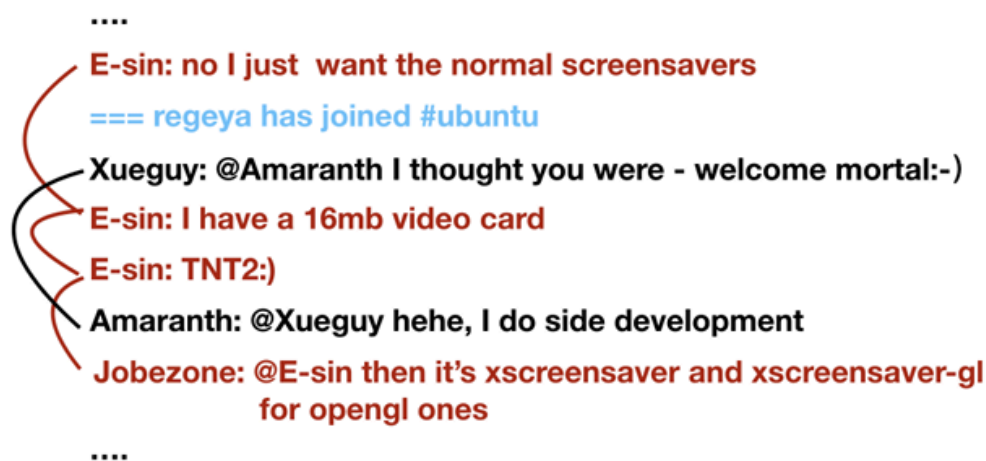 ....
E-sin: no I just  want the normal screensavers
=== regeya has joined #ubuntu
Xueguy: @Amaranth I thought you were - welcome mortal:-)
E-sin: I have a 16mb video card
E-sin: TNT2:)
Amaranth: @Xueguy hehe, I do side development
Jobezone: @E-sin then it's xscreensaver and xscreensaver-gl
for opengl ones
....